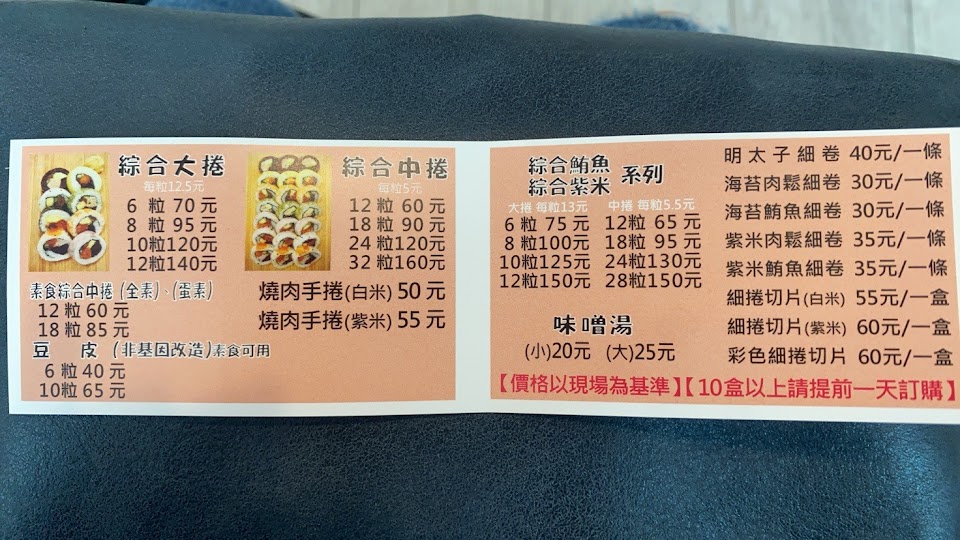 綜合大捲
每粒12.5元
6 粒 70 元
8 粒 95 元
10粒120元
12粒140元
綜合中捲
每粒5元
12 粒 60 元
18 粒 90 元
24 粒120元
32 粒160元
素食綜合中捲 (全素)、(蛋素)
12 粒 60 元
18 粒 85 元
豆 皮 (非基因改造)素食可用
6 粒 40 元
10粒 65 元
燒肉手捲(白米) 50 元
燒肉手捲(紫米) 55 元
綜合鮪魚
綜合紫米 系列
大捲 每粒13元 中捲 每粒5.5元
6 粒 75 元 12粒 65 元
8 粒100元 18粒 95 元
10粒125元 24粒130元
12粒150元 28粒150元
味噌湯
(小)20元 (大)25元
明太子細卷 40元/一條
海苔肉鬆細卷 30元/一條
海苔鮪魚細卷 30元/一條
紫米肉鬆細卷 35元/一條
紫米鮪魚細卷 35元/一條
細捲切片(白米) 55元/一盒
細捲切片(紫米) 60元/一盒
彩色細捲切片 60元/一盒
【價格以現場為基準】【10盒以上請提前一天訂購】